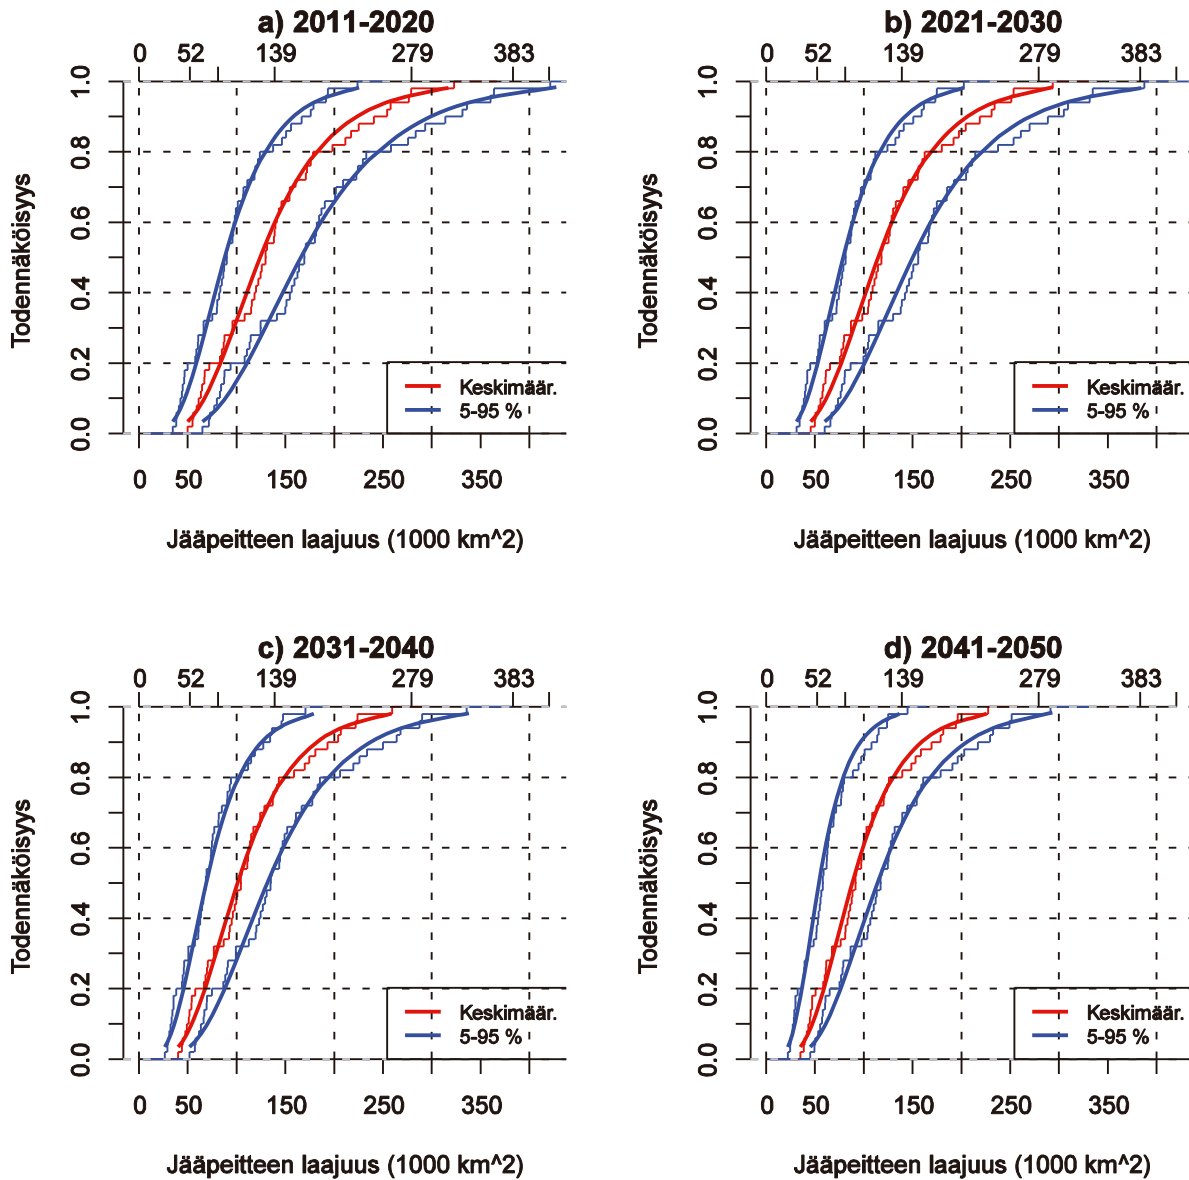 a) 2011-2020
0 52 139 279 383
Todennäköisyys
1.0
0.8
0.6
0.4
0.2
0.0
Keskimäär.
5-95 %
0 50 150 250 350
Jääpeitteen laajuus (1000 km^2)
b) 2021-2030
0 52 139 279 383
Todennäköisyys
1.0
0.8
0.6
0.4
0.2
0.0
Keskimäär.
5-95 %
0 50 150 250 350
Jääpeitteen laajuus (1000 km^2)
c) 2031-2040
0 52 139 279 383
Todennäköisyys
1.0
0.8
0.6
0.4
0.2
0.0
Keskimäär.
5-95 %
0 50 150 250 350
Jääpeitteen laajuus (1000 km^2)
d) 2041-2050
0 52 139 279 383
Todennäköisyys
1.0
0.8
0.6
0.4
0.2
0.0
Keskimäär.
5-95 %
0 50 150 250 350
Jääpeitteen laajuus (1000 km^2)